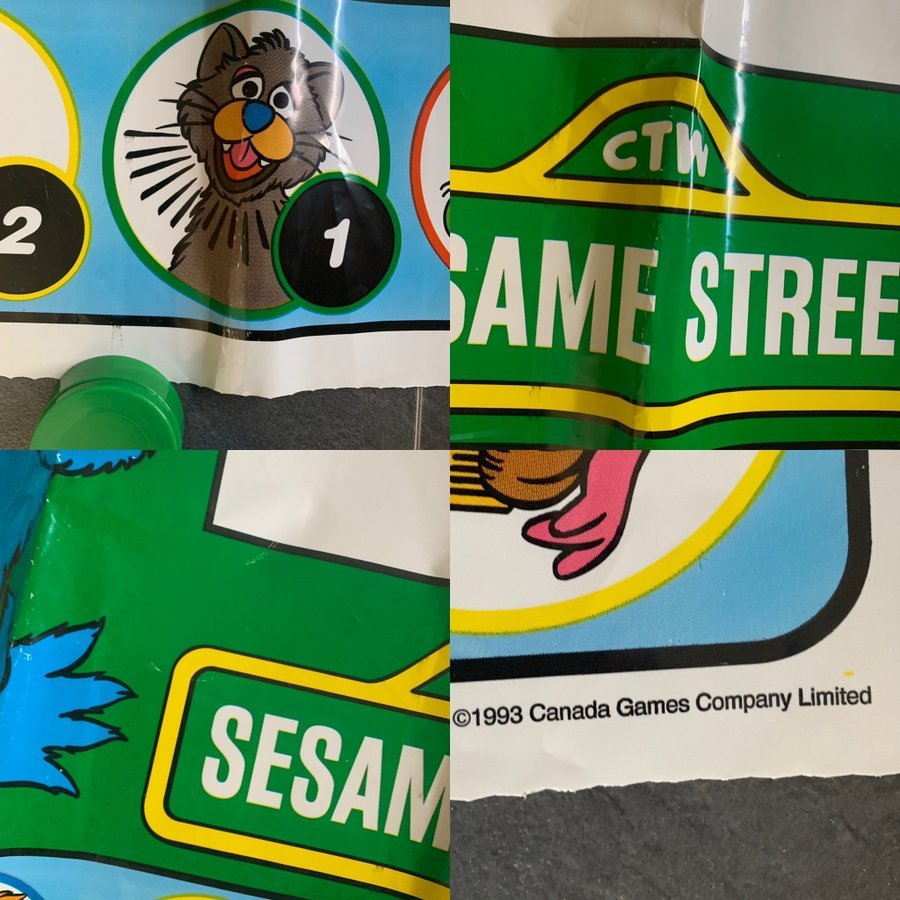 2
1
CTW
SAME STREE
SESAM
©1993 Canada Games Company Limited